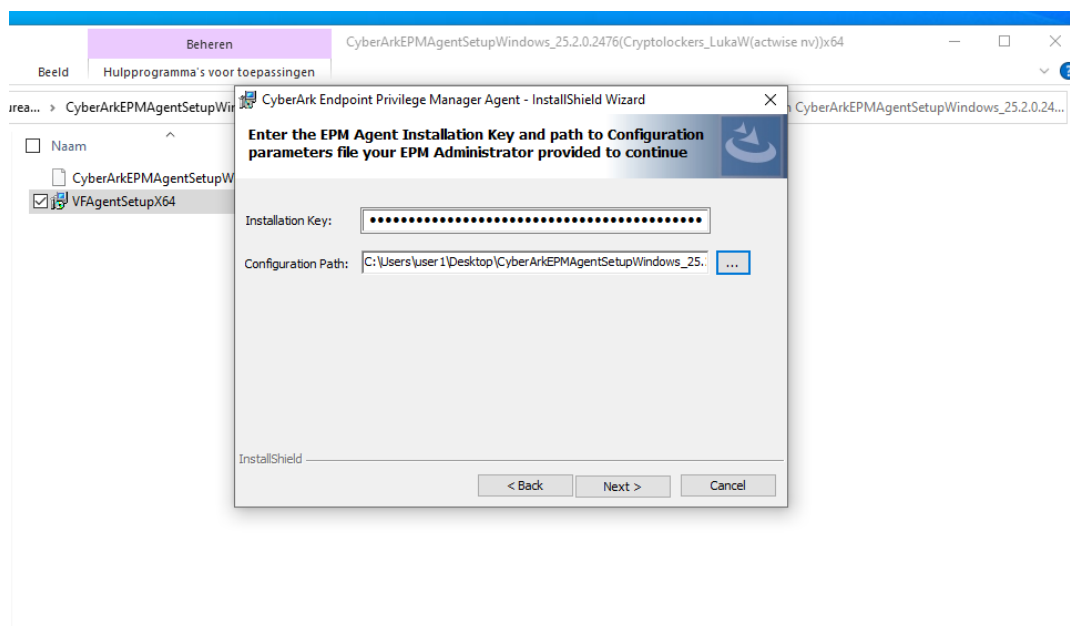 Beheren
CyberArkEPMAgentSetupWindows_25.2.0.2476(Cryptolockers_LukaW(actwise nv))x64
Beeld
Hulpprogramma's voor toepassingen
urea... > CyberArkEPMAgentSetupWin
CyberArkEPMAgentSetupWindows_25.2.0.24...
CyberArk Endpoint Privilege Manager Agent - InstallShield Wizard
Enter the EPM Agent Installation Key and path to Configuration
parameters file your EPM Administrator provided to continue
Naam
CyberArkEPMAgentSetupW
VFAgentSetupX64
Installation Key:
Configuration Path:
C:\Users\user1\Desktop\CyberArkEPMAgentSetupWindows_25.
...
InstallShield
< Back
Next >
Cancel